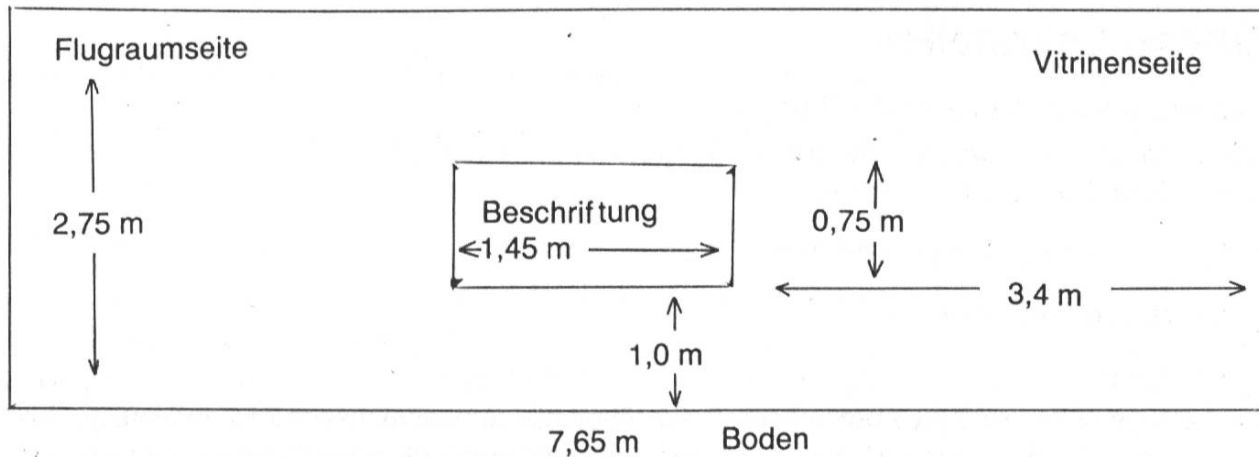 Flugraumseite
Vitrinenseite
2,75 m
Beschriftung
1,45 m
0,75 m
3,4 m
1,0 m
7,65 m
Boden